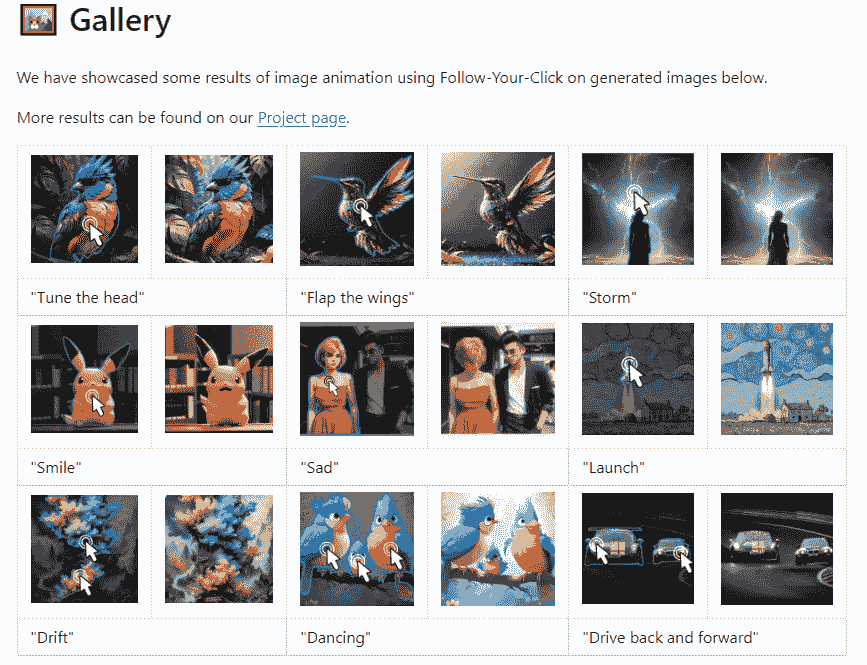 Gallery
We have showcased some results of image animation using Follow-Your-Click on generated images below.
More results can be found on our Project page.
"Tune the head"
"Flap the wings"
"Storm"
"Smile"
"Sad"
"Launch"
"Drift"
"Dancing"
"Drive back and forward"